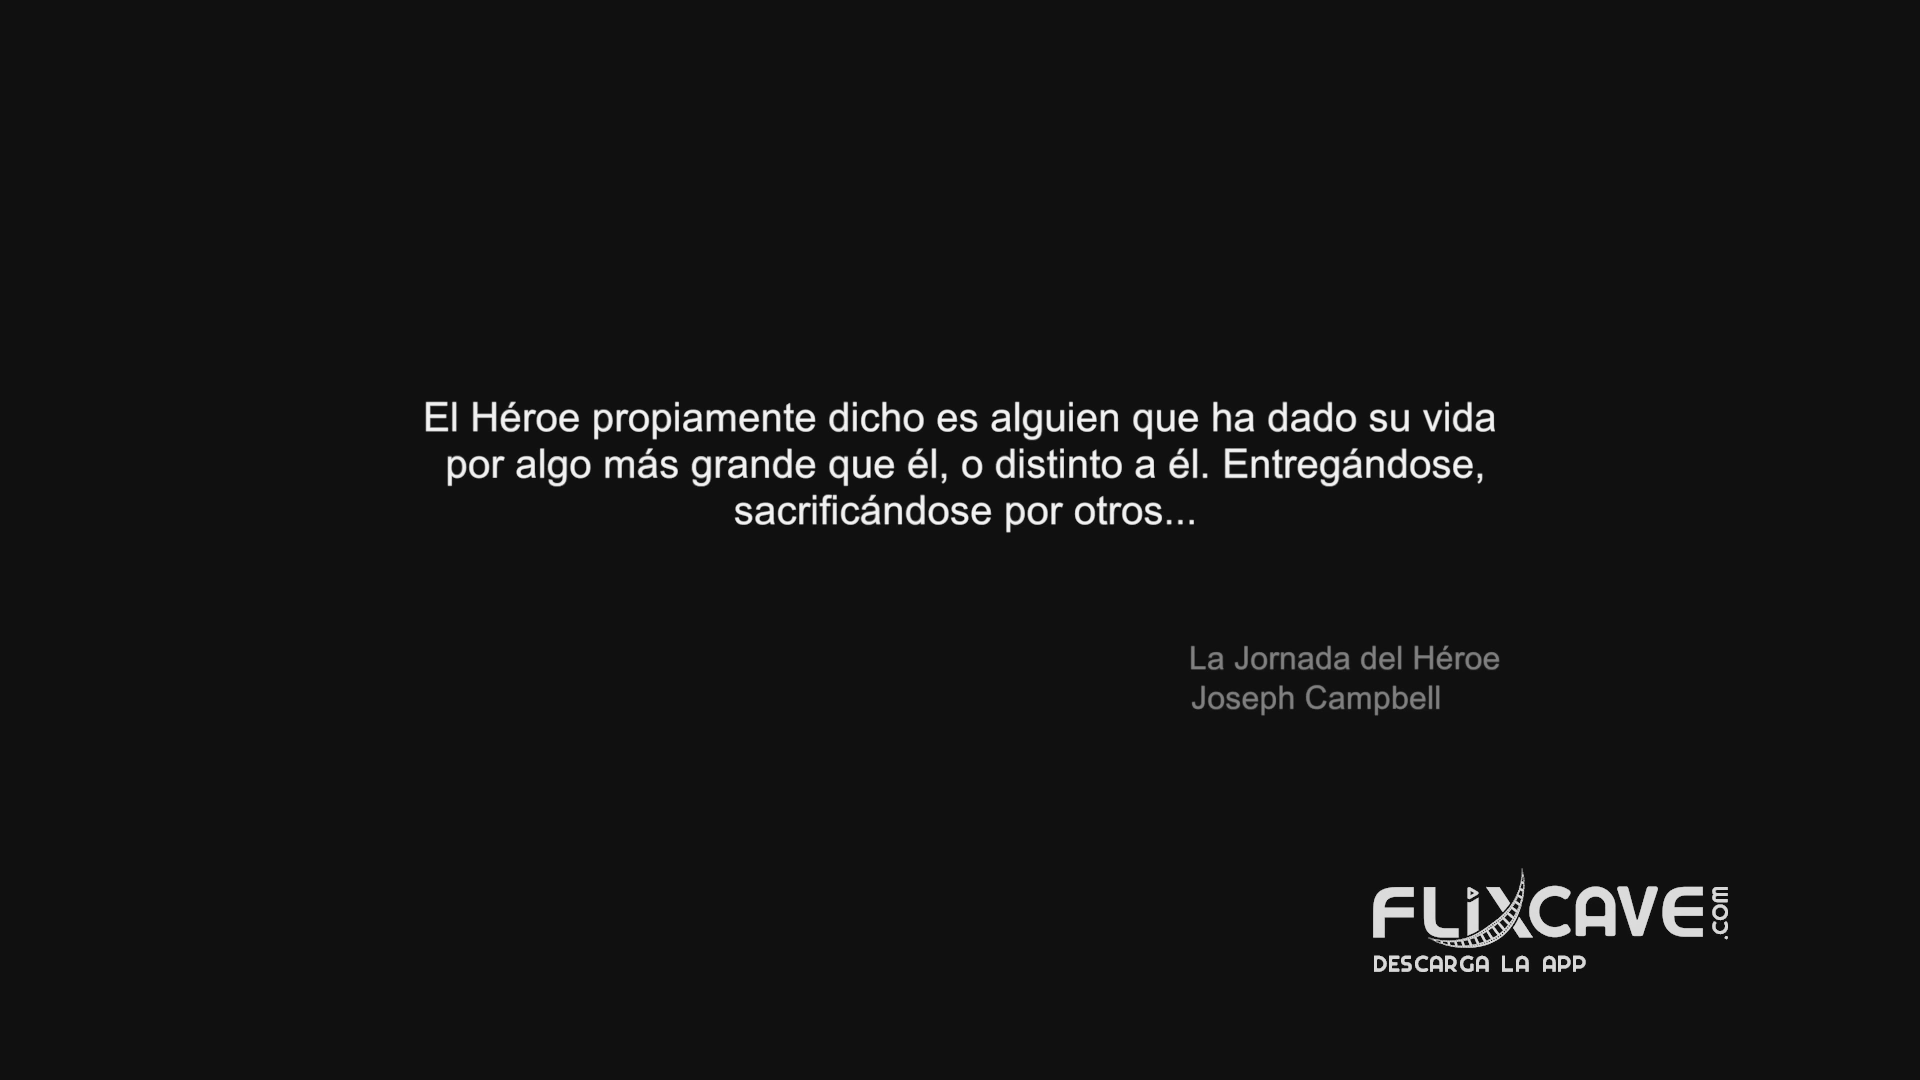 El Héroe propiamente dicho es alguien que ha dado su vida
por algo más grande que él, o distinto a él. Entregándose,
sacrificándose por otros...
La Jornada del Héroe
Joseph Campbell
FLiXCAVE.com
DESCARGA LA APP